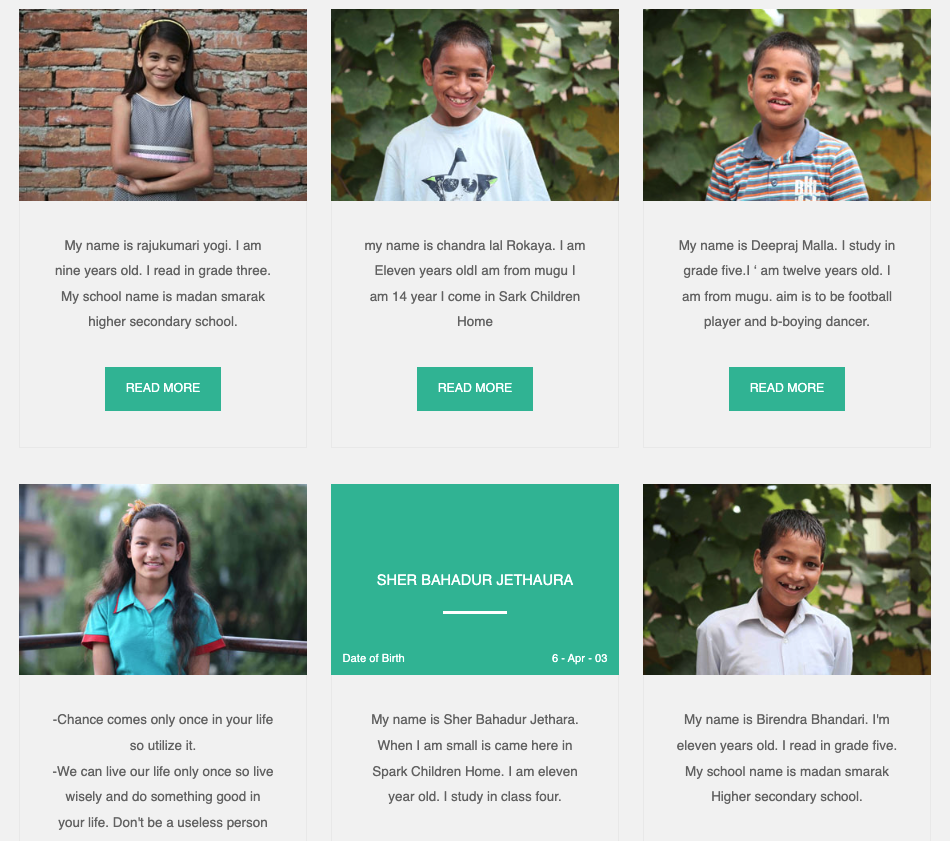 My name is rajukumari yogi. I am
nine years old. I read in grade three.
My school name is madan smarak
higher secondary school.
READ MORE
my name is chandra lal Rokaya. I am
Eleven years oldI am from mugu I
am 14 year I come in Sark Children
Home
READ MORE
My name is Deepraj Malla. I study in
grade five.I ‘ am twelve years old. I
am from mugu. aim is to be football
player and b-boying dancer.
READ MORE
-Chance comes only once in your life
so utilize it.
-We can live our life only once so live
wisely and do something good in
your life. Don't be a useless person
SHER BAHADUR JETHAURA
Date of Birth
6 - Apr - 03
My name is Sher Bahadur Jethara.
When I am small is came here in
Spark Children Home. I am eleven
year old. I study in class four.
My name is Birendra Bhandari. I'm
eleven years old. I read in grade five.
My school name is madan smarak
Higher secondary school.